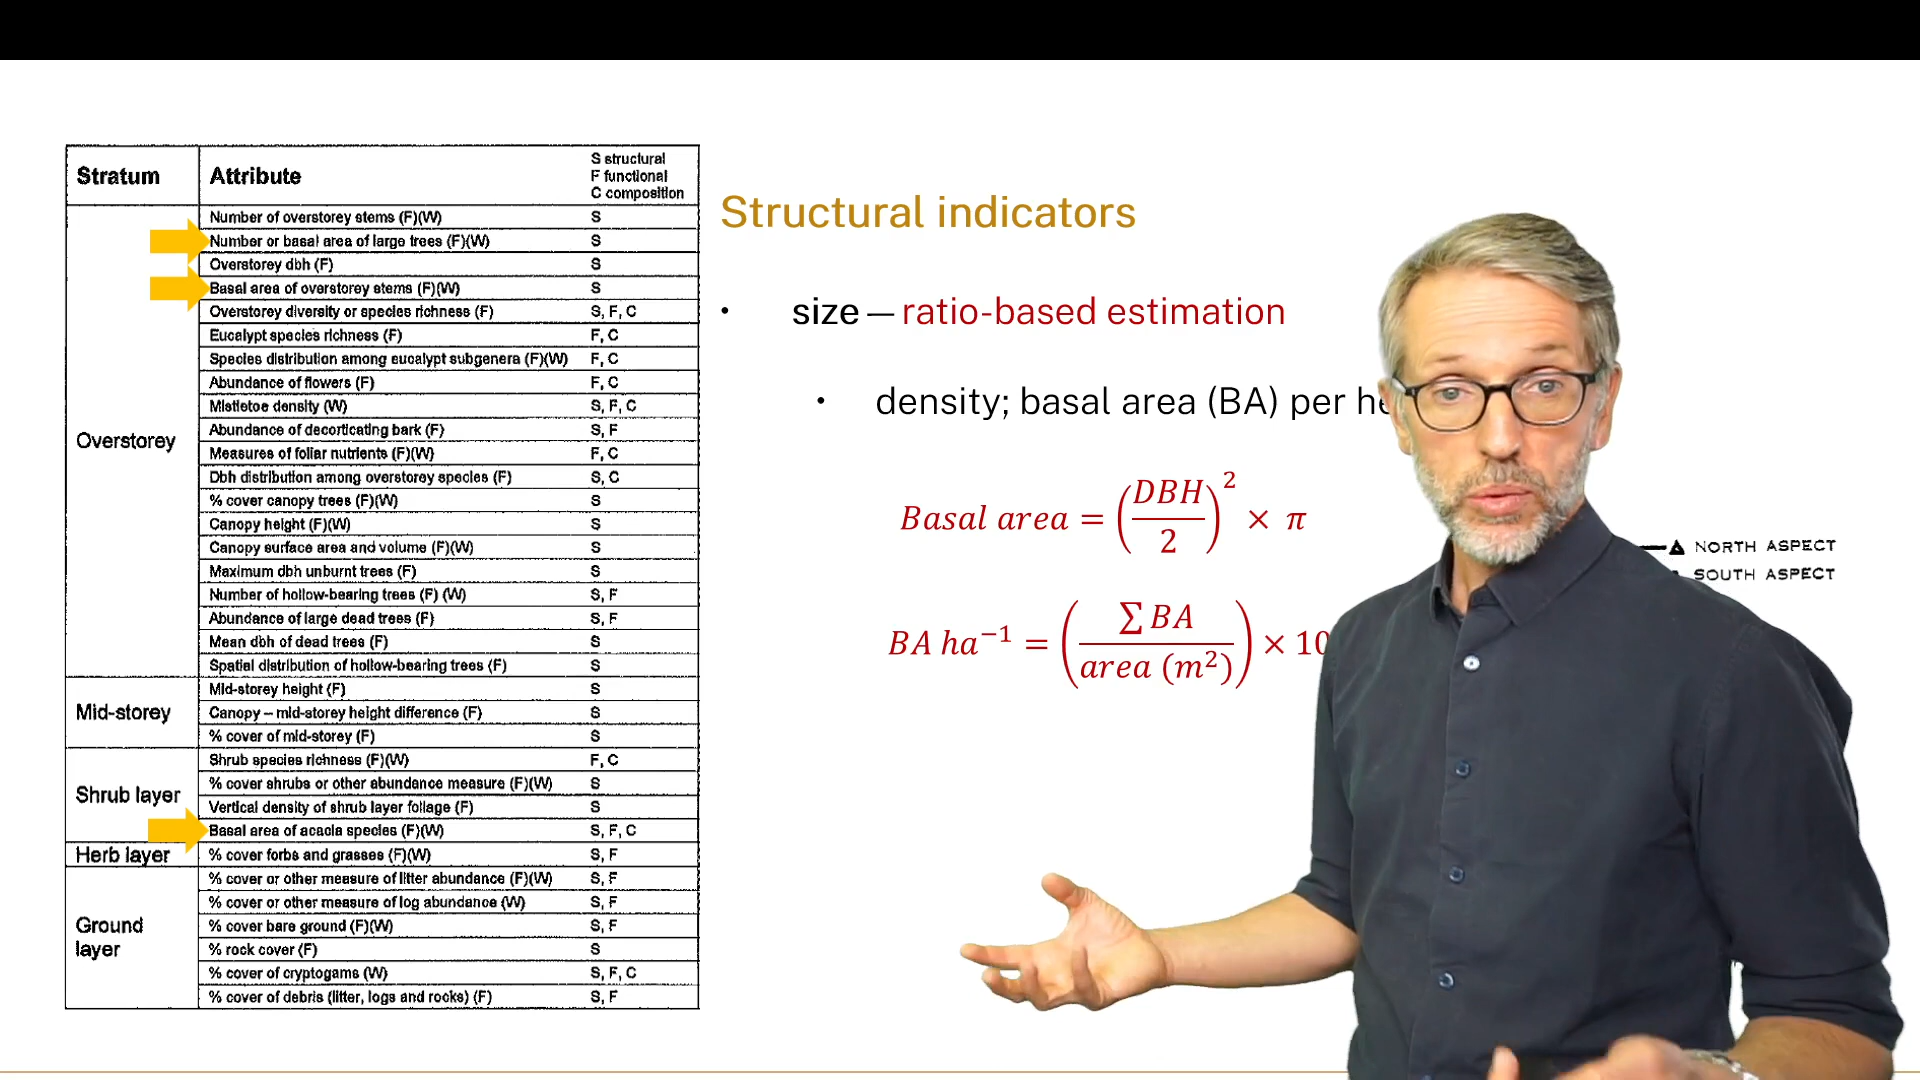 Stratum
Attribute
S structural
F functional
C composition
Overstorey
Number of overstorey stems (F)(W) S
Number or basal area of large trees (F)(W) S
Overstorey dbh (F) S
Basal area of overstorey stems (F)(W) S
Overstorey diversity or species richness (F) S, F, C
Eucalypt species richness (F) F, C
Species distribution among eucalypt subgenera (F)(W) F, C
Abundance of flowers (F) F, C
Mistletoe density (W) S, F, C
Abundance of decorticating bark (F) S, F
Measures of foliar nutrients (F)(W) F, C
Dbh distribution among overstorey species (F) S, C
% cover canopy trees (F)(W) S
Canopy height (F)(W) S
Canopy surface area and volume (F)(W) S
Maximum dbh unburnt trees (F) S
Number of hollow-bearing trees (F) (W) S, F
Abundance of large dead trees (F) S, F
Mean dbh of dead trees (F) S
Spatial distribution of hollow-bearing trees (F) S
Mid-storey
Mid-storey height (F) S
Canopy – mid-storey height difference (F) S
% cover of mid-storey (F) S
Shrub layer
Shrub species richness (F)(W) F, C
% cover shrubs or other abundance measure (F)(W) S
Vertical density of shrub layer foliage (F) S
Basal area of acacia species (F)(W) S, F, C
Herb layer
% cover forbs and grasses (F)(W) S, F
Ground
layer
% cover or other measure of litter abundance (F)(W) S, F
% cover or other measure of log abundance (W) S, F
% cover bare ground (F)(W) S, F
% rock cover (F) S
% cover of cryptogams (W) S, F, C
% cover of debris (litter, logs and rocks) (F) S, F
Structural indicators
• size — ratio-based estimation
• density; basal area (BA) per
Basal area = (DBH/2)² × π
BA ha⁻¹ = (∑ BA / area (m²)) × 10
NORTH ASPECT
SOUTH ASPECT